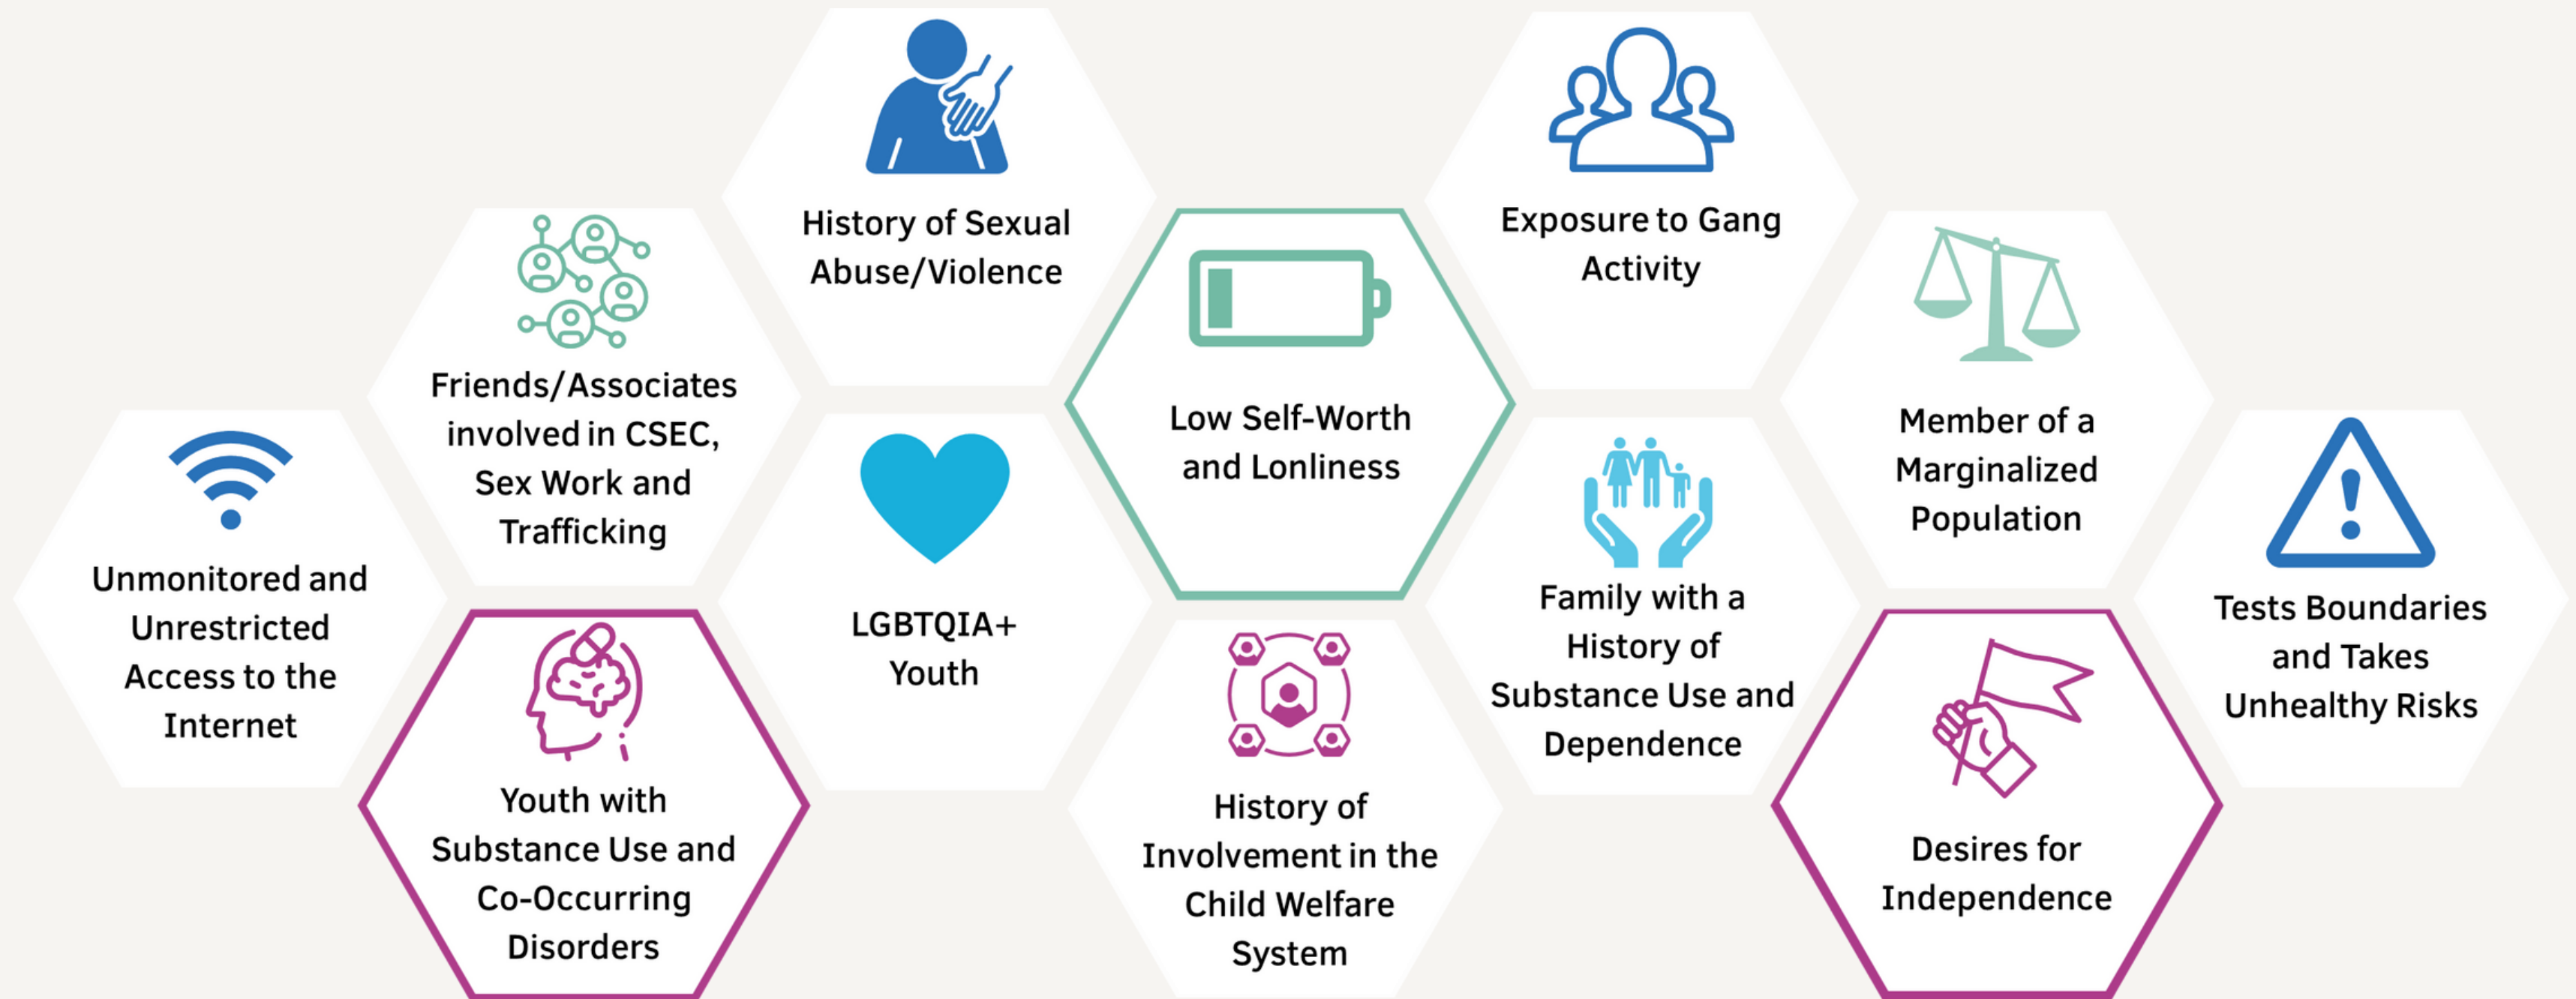 History of Sexual
Abuse/Violence
Exposure to Gang
Activity
Friends/Associates
involved in CSEC,
Sex Work and
Trafficking
Low Self-Worth
and Lonliness
Member of a
Marginalized
Population
Unmonitored and
Unrestricted
Access to the
Internet
LGBTQIA+
Youth
Family with a
History of
Substance Use and
Dependence
Tests Boundaries
and Takes
Unhealthy Risks
Youth with
Substance Use and
Co-Occurring
Disorders
History of
Involvement in the
Child Welfare
System
Desires for
Independence